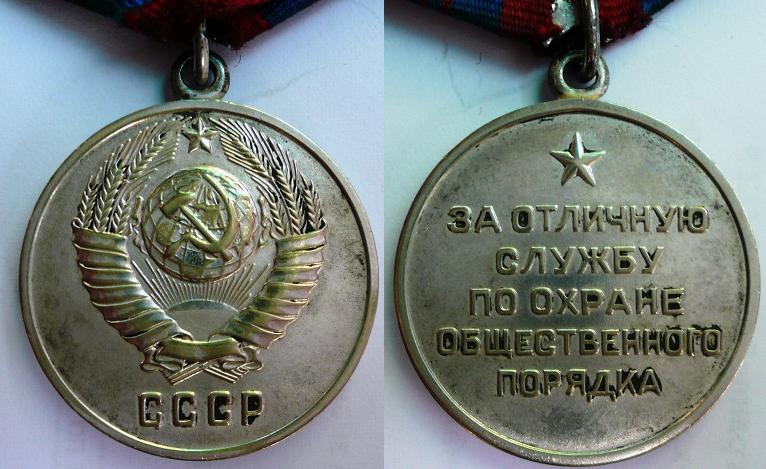 СССР
ЗА ОТЛИЧНУЮ
СЛУЖБУ
ПО ОХРАНЕ
ОБЩЕСТВЕННОГО
ПОРЯДКА